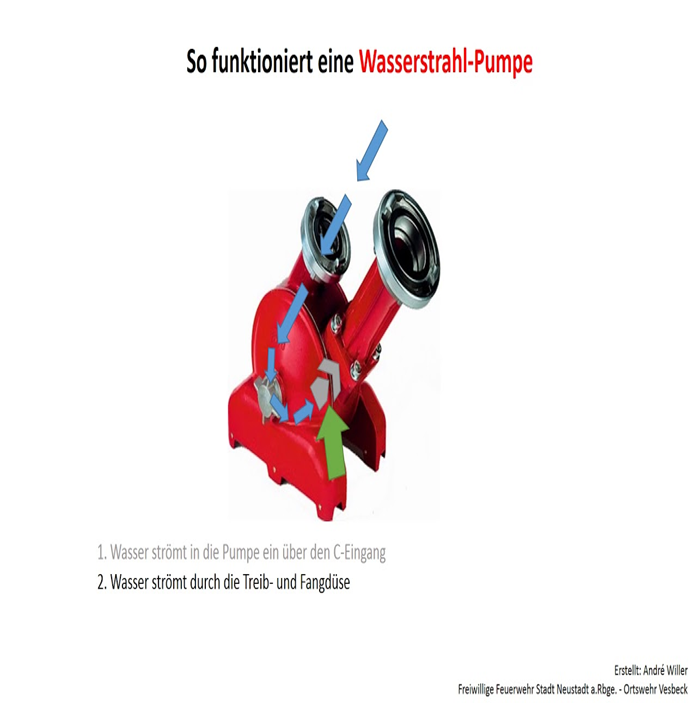 So funktioniert eine Wasserstrahl-Pumpe
1. Wasser strömt in die Pumpe ein über den C-Eingang
2. Wasser strömt durch die Treib- und Fangdüse
Erstellt: André Willer
Freiwillige Feuerwehr Stadt Neustadt a.Rbge. - Ortswehr Vesbeck